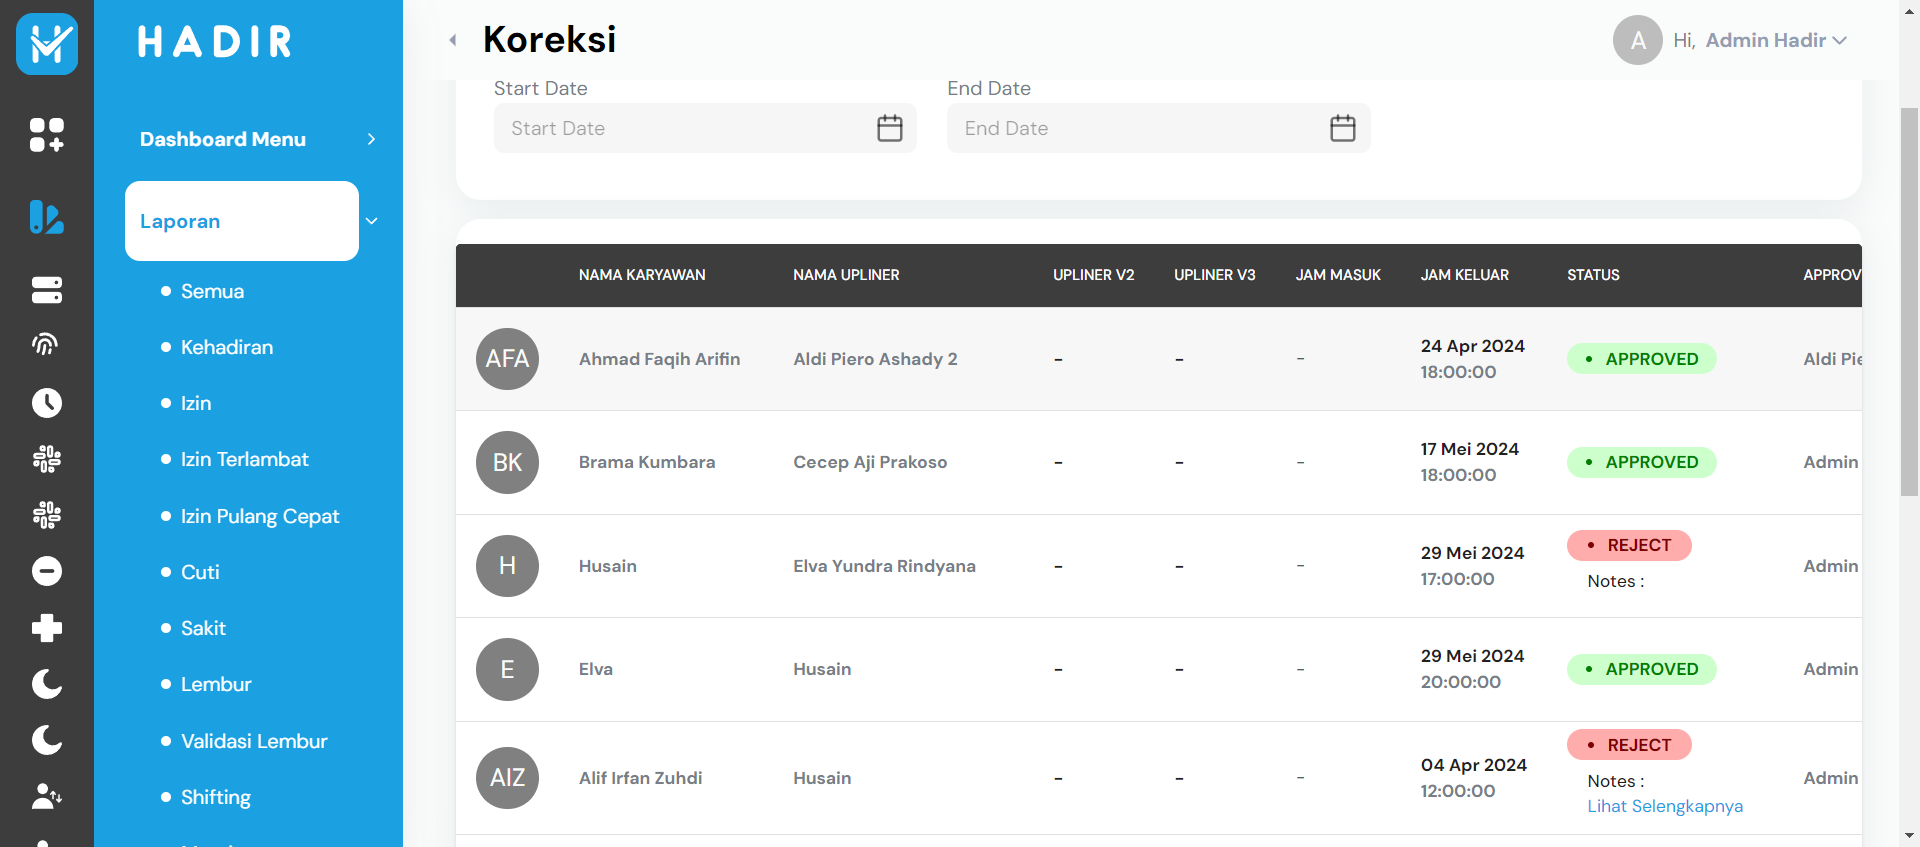 HADIR
Koreksi
A
Hi, Admin Hadir
Dashboard Menu
Laporan
Semua
Kehadiran
Izin
Izin Terlambat
Izin Pulang Cepat
Cuti
Sakit
Lembur
Validasi Lembur
Shifting
Start Date
End Date
Start Date
End Date
NAMA KARYAWAN NAMA UPLINER UPLINER V2 UPLINER V3 JAM MASUK JAM KELUAR STATUS APPROV
AFA Ahmad Faqih Arifin Aldi Piero Ashady 2 - - - 24 Apr 2024 APPROVED Aldi Pie
18:00:00
BK Brama Kumbara Cecep Aji Prakoso - - - 17 Mei 2024 APPROVED Admin
18:00:00
H Husain Elva Yundra Rindyana - - - 29 Mei 2024 REJECT Admin
17:00:00 Notes :
E Elva Husain - - - 29 Mei 2024 APPROVED Admin
20:00:00
AIZ Alif Irfan Zuhdi Husain - - - 04 Apr 2024 REJECT Admin
12:00:00 Notes :
Lihat Selengkapnya